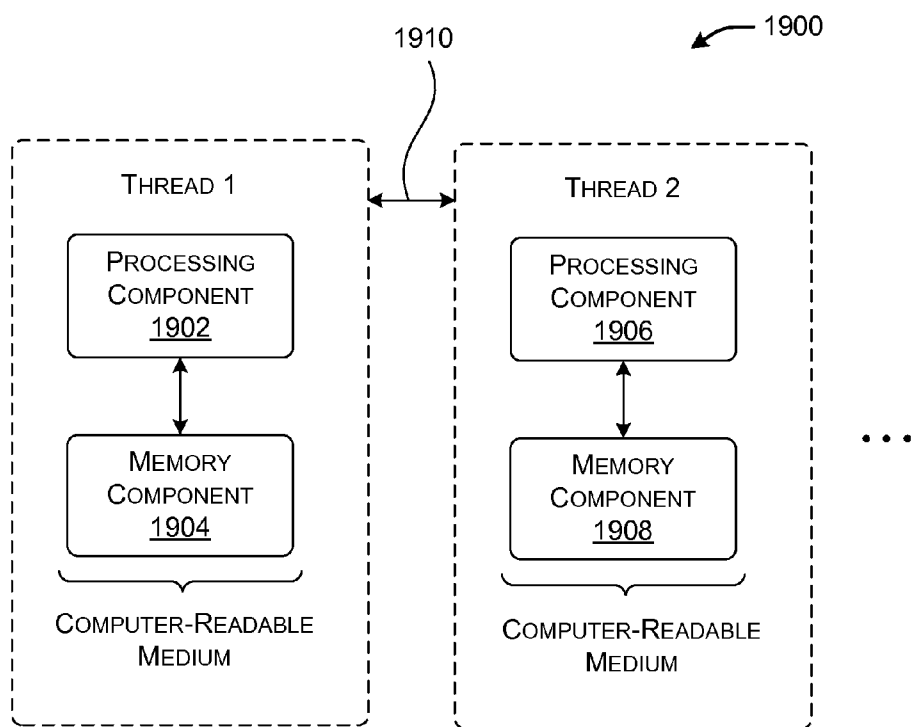 1910
1900
THREAD 1
PROCESSING
COMPONENT
1902
MEMORY
COMPONENT
1904
COMPUTER-READABLE
MEDIUM
THREAD 2
PROCESSING
COMPONENT
1906
MEMORY
COMPONENT
1908
COMPUTER-READABLE
MEDIUM
• • •